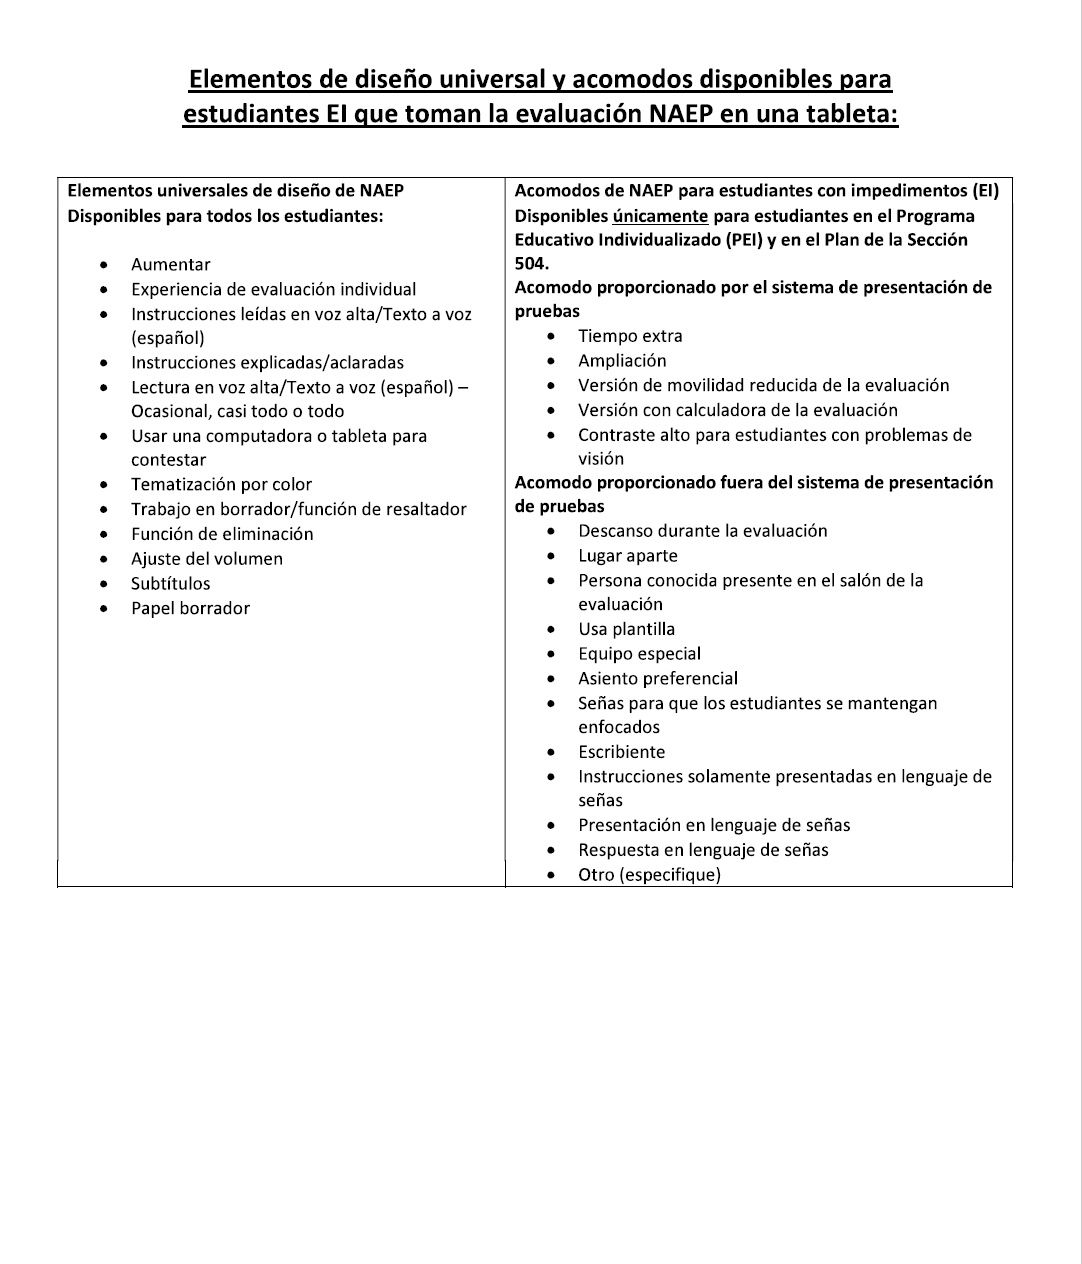 Elementos de diseño universal y acomodos disponibles para
estudiantes EI que toman la evaluación NAEP en una tableta:
Elementos universales de diseño de NAEP
Disponibles para todos los estudiantes:
• Aumentar
• Experiencia de evaluación individual
• Instrucciones leídas en voz alta/Texto a voz
(español)
• Instrucciones explicadas/aclaradas
• Lectura en voz alta/Texto a voz (español) –
Ocasional, casi todo o todo
• Usar una computadora o tableta para
contestar
• Tematización por color
• Trabajo en borrador/función de resaltador
• Función de eliminación
• Ajuste del volumen
• Subtítulos
• Papel borrador
Acomodos de NAEP para estudiantes con impedimentos (EI)
Disponibles únicamente para estudiantes en el Programa
Educativo Individualizado (PEI) y en el Plan de la Sección
504.
Acomodo proporcionado por el sistema de presentación de
pruebas
• Tiempo extra
• Ampliación
• Versión de movilidad reducida de la evaluación
• Versión con calculadora de la evaluación
• Contraste alto para estudiantes con problemas de
visión
Acomodo proporcionado fuera del sistema de presentación
de pruebas
• Descanso durante la evaluación
• Lugar aparte
• Persona conocida presente en el salón de la
evaluación
• Usa plantilla
• Equipo especial
• Asiento preferencial
• Señas para que los estudiantes se mantengan
enfocados
• Escribiente
• Instrucciones solamente presentadas en lenguaje de
señas
• Presentación en lenguaje de señas
• Respuesta en lenguaje de señas
• Otro (especifique)